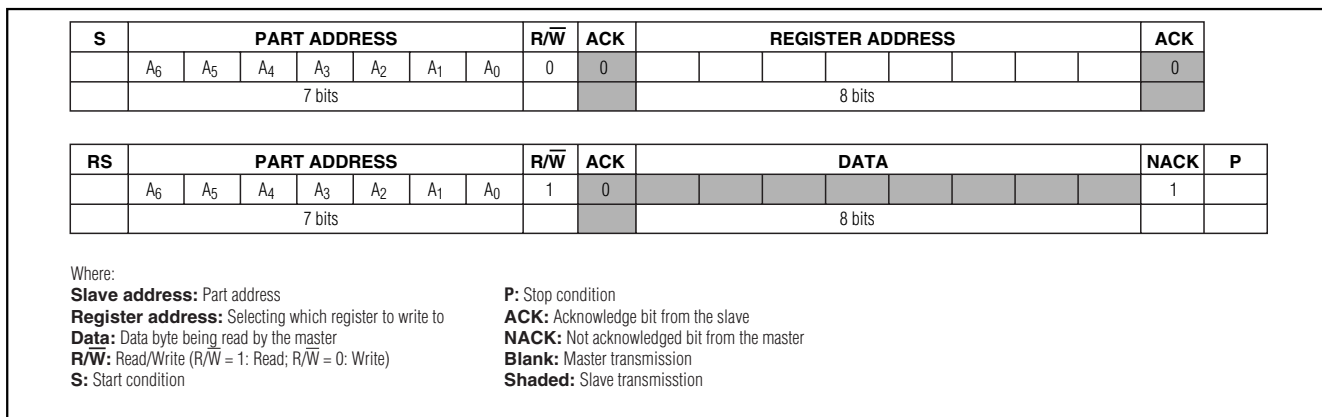 S PART ADDRESS R/W̅ ACK REGISTER ADDRESS ACK
A₆ A₅ A₄ A₃ A₂ A₁ A₀ 0 0 0
7 bits 8 bits
RS PART ADDRESS R/W̅ ACK DATA NACK P
A₆ A₅ A₄ A₃ A₂ A₁ A₀ 1 0 1
7 bits 8 bits
Where:
Slave address: Part address
Register address: Selecting which register to write to
Data: Data byte being read by the master
R/W̅: Read/Write (R/W̅ = 1: Read; R/W̅ = 0: Write)
S: Start condition
P: Stop condition
ACK: Acknowledge bit from the slave
NACK: Not acknowledged bit from the master
Blank: Master transmission
Shaded: Slave transmisstion